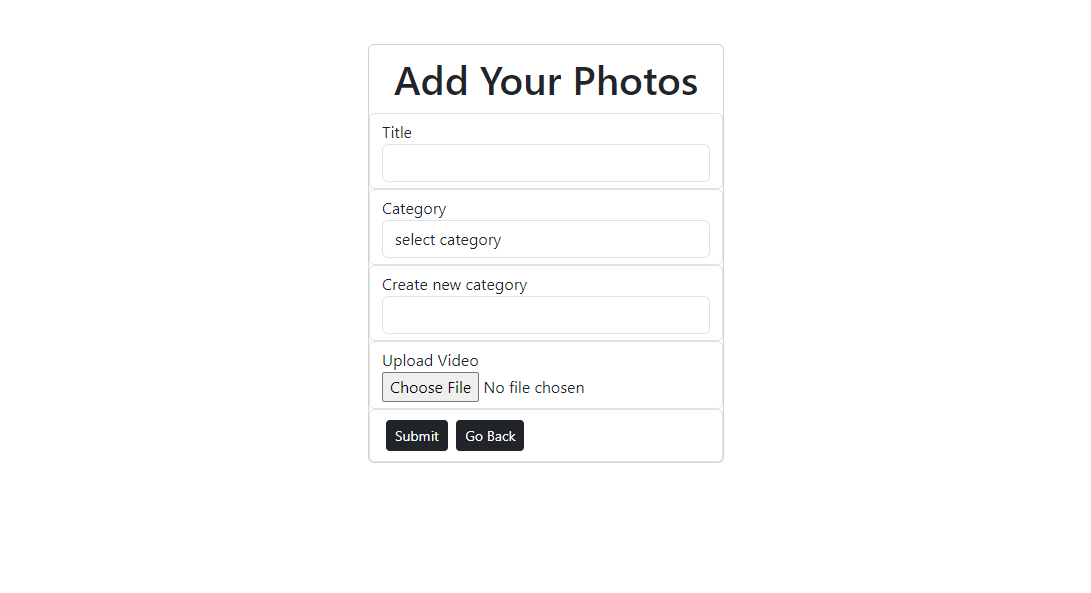 Add Your Photos
Title
Category
select category
Create new category
Upload Video
Choose File No file chosen
Submit Go Back